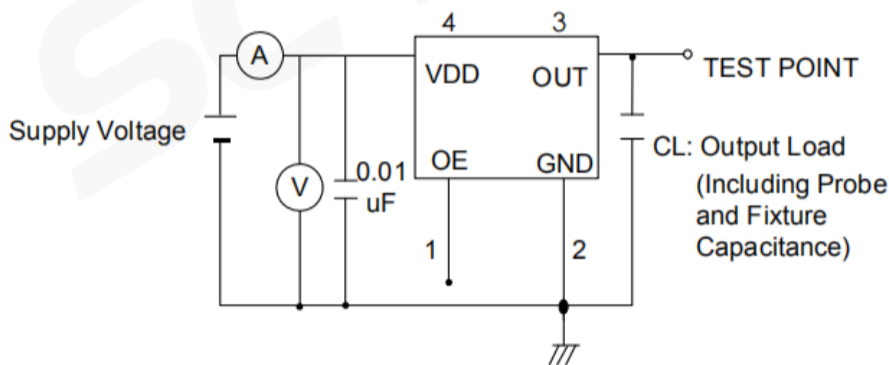 4
3
A
VDD
OUT
TEST POINT
Supply Voltage
OE
GND
CL: Output Load
(Including Probe
and Fixture
Capacitance)
V
0.01
uF
1
2